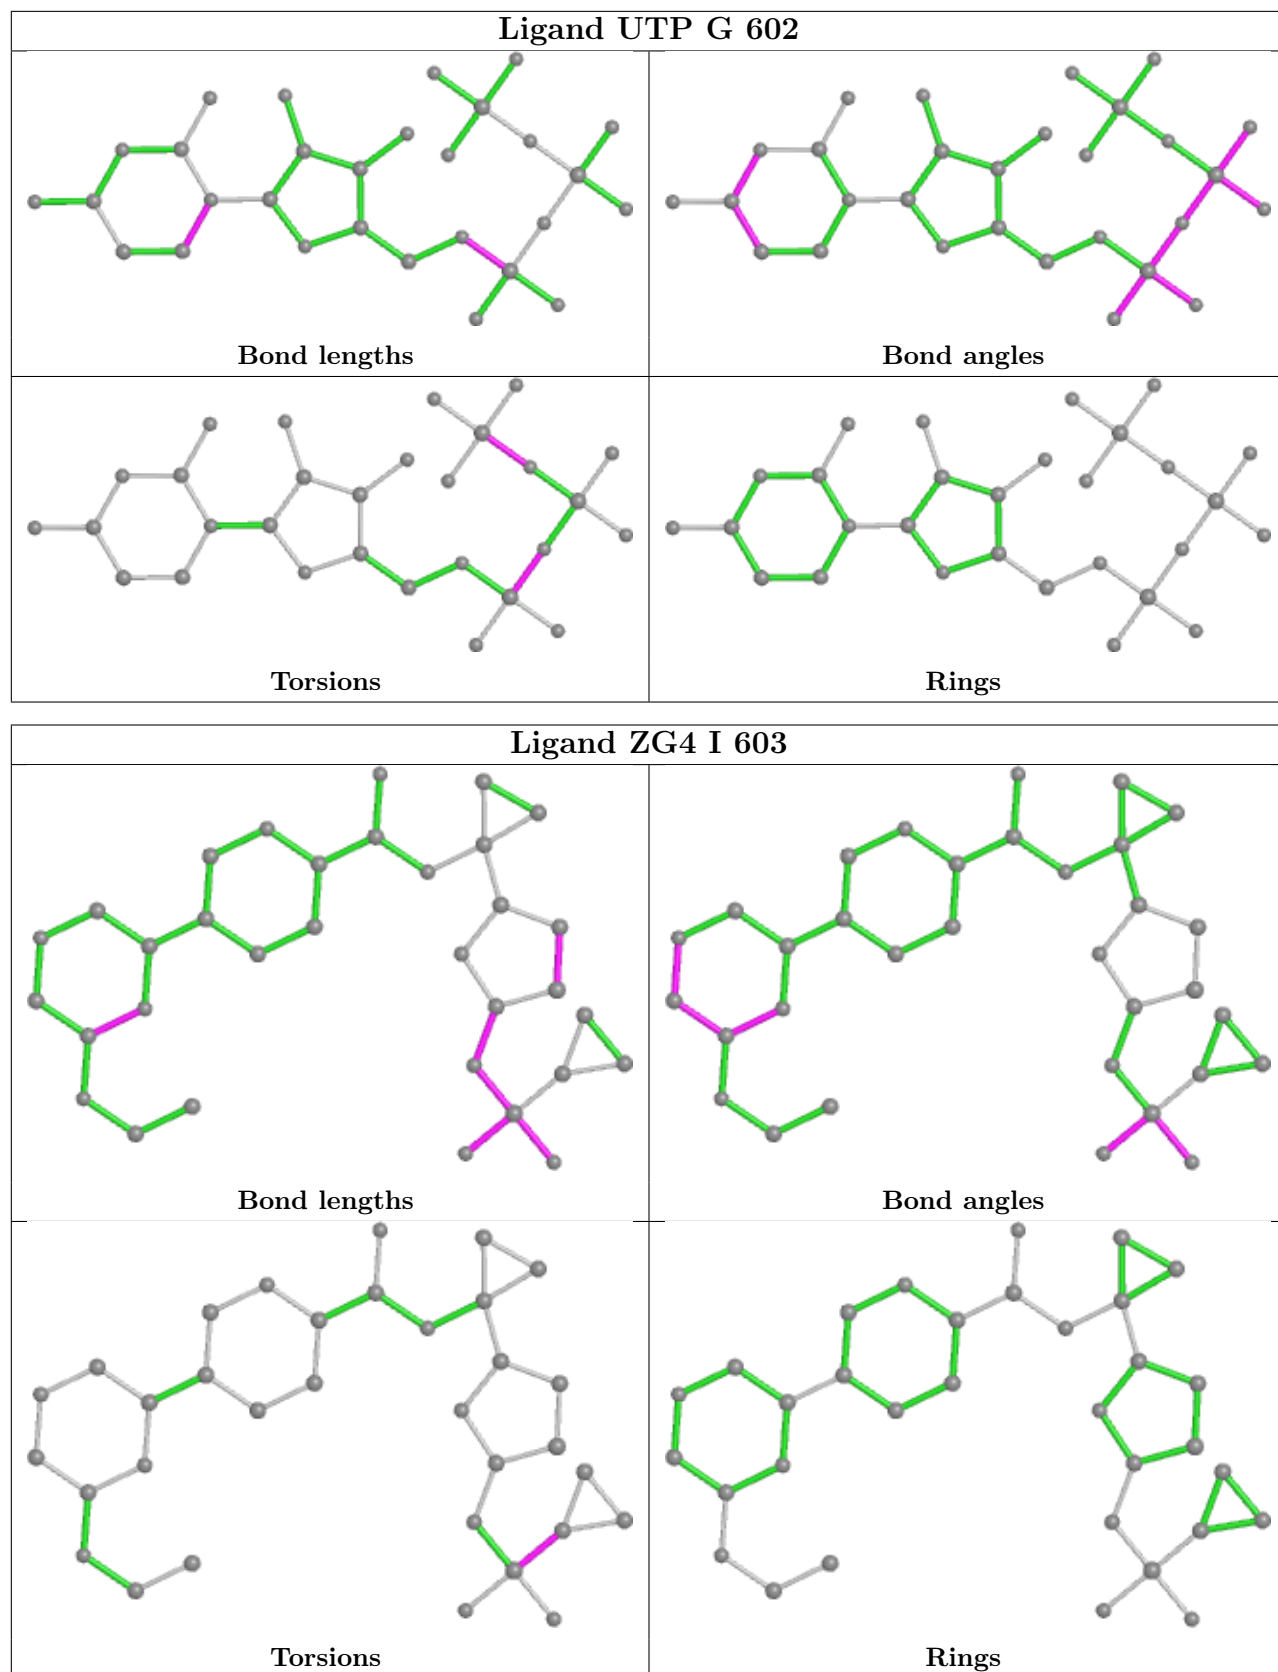 Ligand UTP G 602
Bond lengths
Bond angles
Torsions
Rings
Ligand ZG4 I 603
Bond lengths
Bond angles
Torsions
Rings